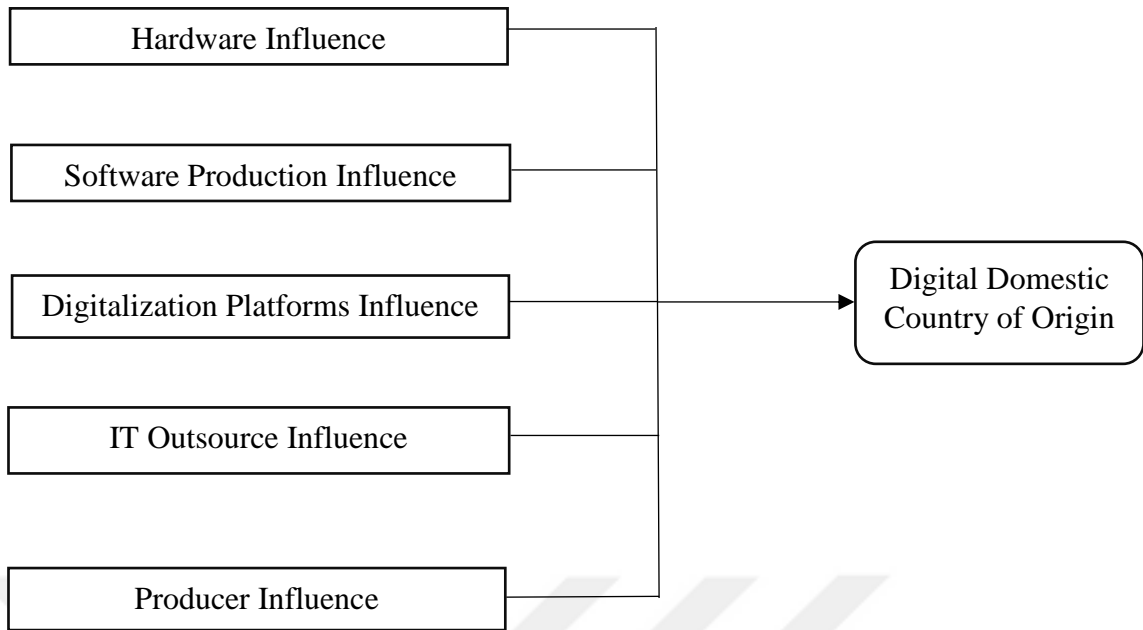 Hardware Influence
Software Production Influence
Digitalization Platforms Influence
IT Outsource Influence
Producer Influence
Digital Domestic
Country of Origin